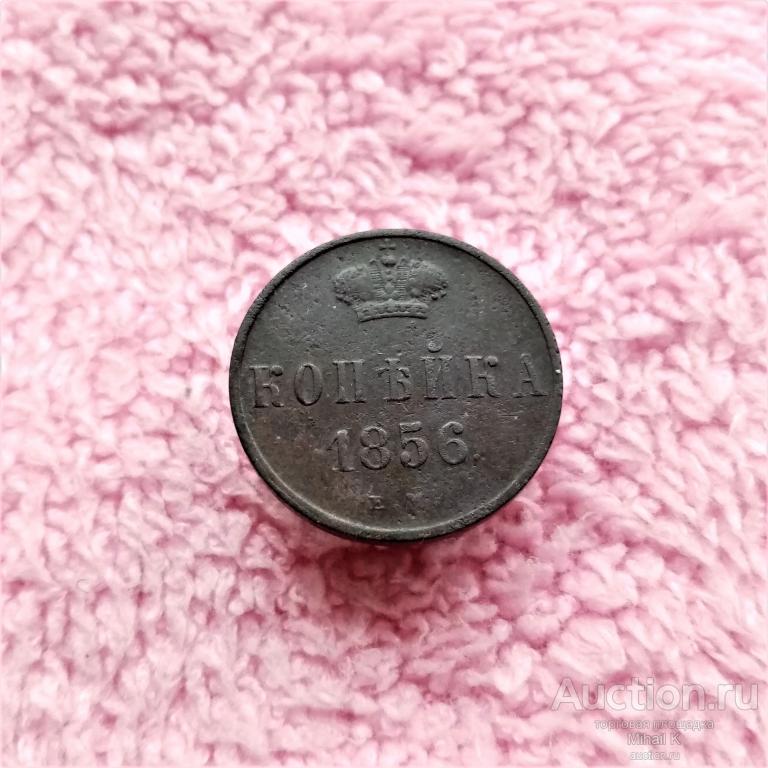 КОПѢЙКА
1856.
Е М
Auction.ru
торговая площадка
Mihail K
auction.ru